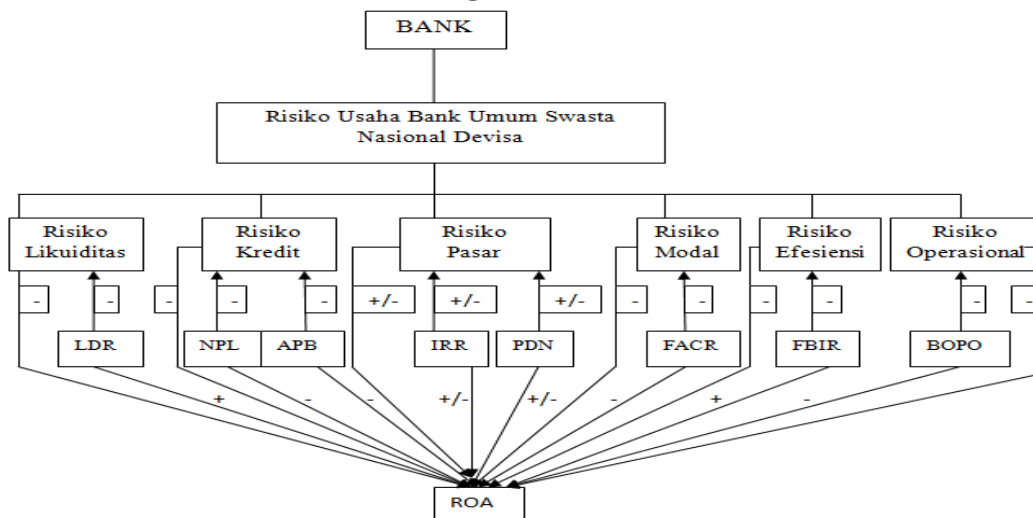 BANK
Risiko Usaha Bank Umum Swasta
Nasional Devisa
Risiko
Likuiditas
Risiko
Kredit
Risiko
Pasar
Risiko
Modal
Risiko
Efesiensi
Risiko
Operasional
- - - - - +/- +/- +/- - - - - - -
LDR NPL APB IRR PDN FACR FBIR BOPO
+ - - +/- +/- - + -
ROA